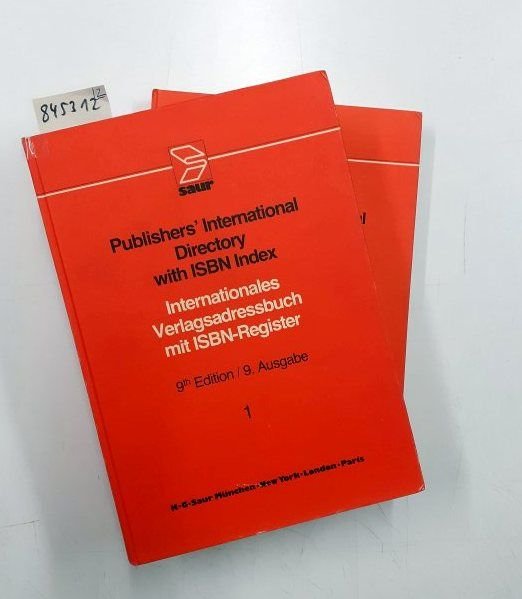 845312
12
saur
Publishers' International
Directory
with ISBN Index
Internationales
Verlagsadressbuch
mit ISBN-Register
9th Edition / 9. Ausgabe
1
K·G·Saur München·New York·London·Paris